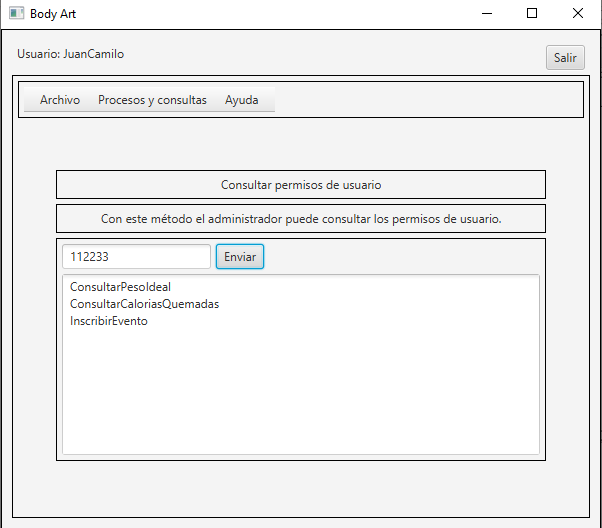 Body Art
Usuario: JuanCamilo
Salir
Archivo Procesos y consultas Ayuda
Consultar permisos de usuario
Con este método el administrador puede consultar los permisos de usuario.
112233 Enviar
ConsultarPesoIdeal
ConsultarCaloriasQuemadas
InscribirEvento